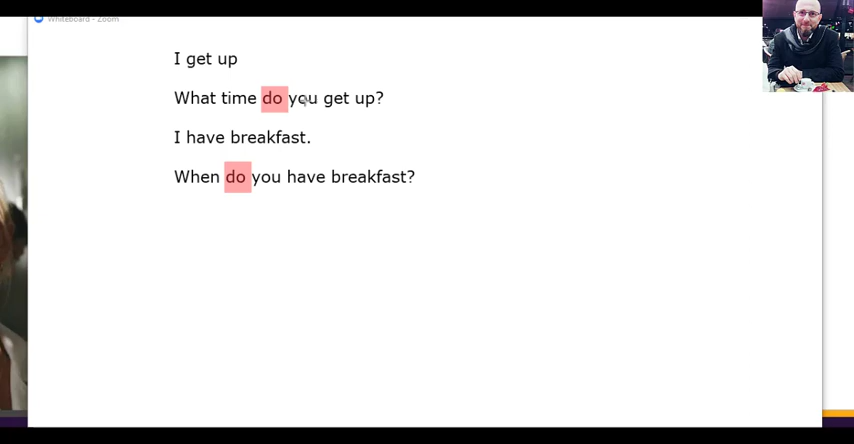 Whiteboard - Zoom
I get up
What time do you get up?
I have breakfast.
When do you have breakfast?